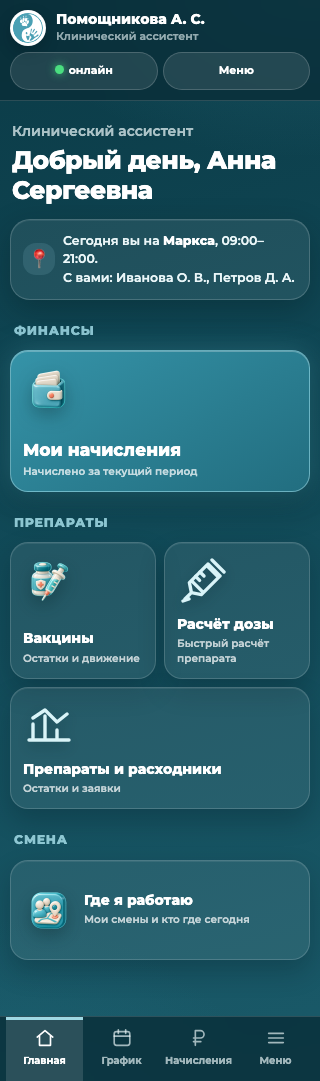 Помощникова А. С.
Клинический ассистент
онлайн
Меню
Клинический ассистент
Добрый день, Анна
Сергеевна
Сегодня вы на Маркса, 09:00–
21:00.
С вами: Иванова О. В., Петров Д. А.
ФИНАНСЫ
Мои начисления
Начислено за текущий период
ПРЕПАРАТЫ
Вакцины
Остатки и движение
Расчёт дозы
Быстрый расчёт
препарата
Препараты и расходники
Остатки и заявки
СМЕНА
Где я работаю
Мои смены и кто где сегодня
Главная
График
Начисления
Меню